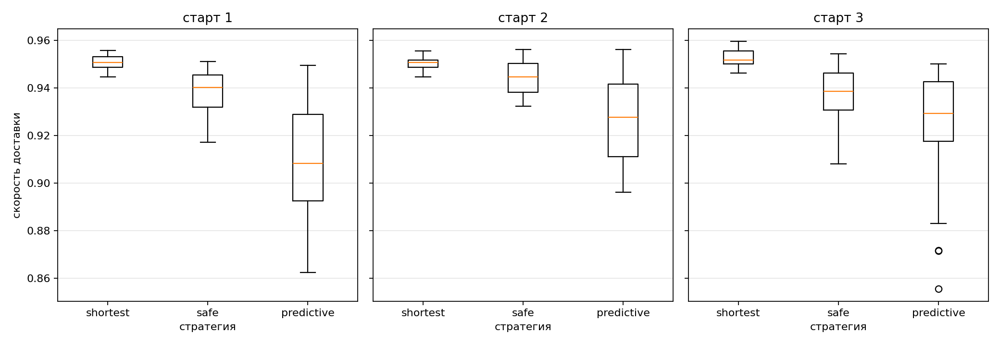 старт 1
старт 2
старт 3
скорость доставки
0.96
0.94
0.92
0.90
0.88
0.86
shortest
safe
predictive
shortest
safe
predictive
shortest
safe
predictive
стратегия
стратегия
стратегия